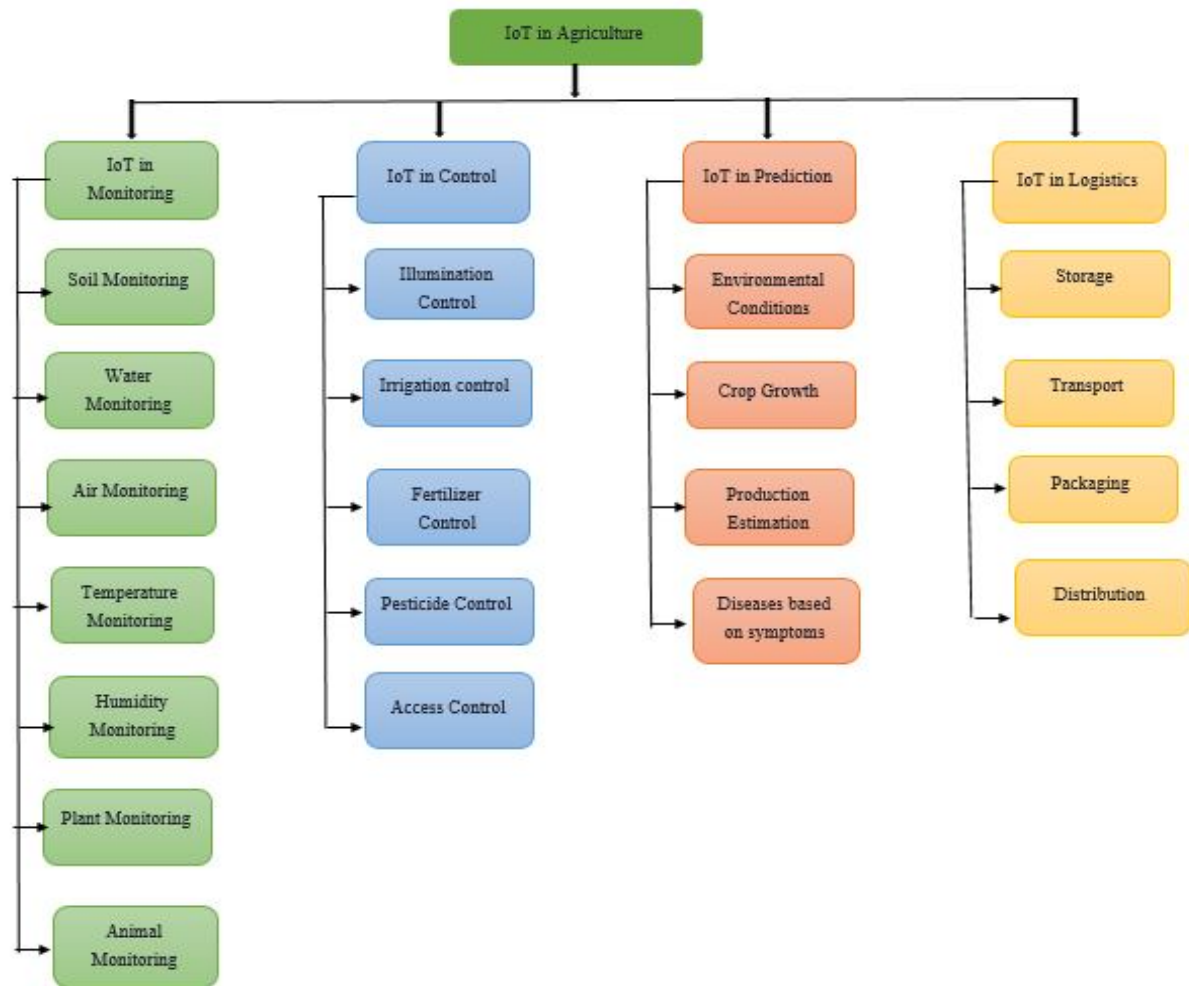 IoT in Agriculture
IoT in
Monitoring
Soil Monitoring
Water
Monitoring
Air Monitoring
Temperature
Monitoring
Humidity
Monitoring
Plant Monitoring
Animal
Monitoring
IoT in Control
Illumination
Control
Irrigation control
Fertilizer
Control
Pesticide Control
Access Control
IoT in Prediction
Environmental
Conditions
Crop Growth
Production
Estimation
Diseases based
on symptoms
IoT in Logistics
Storage
Transport
Packaging
Distribution